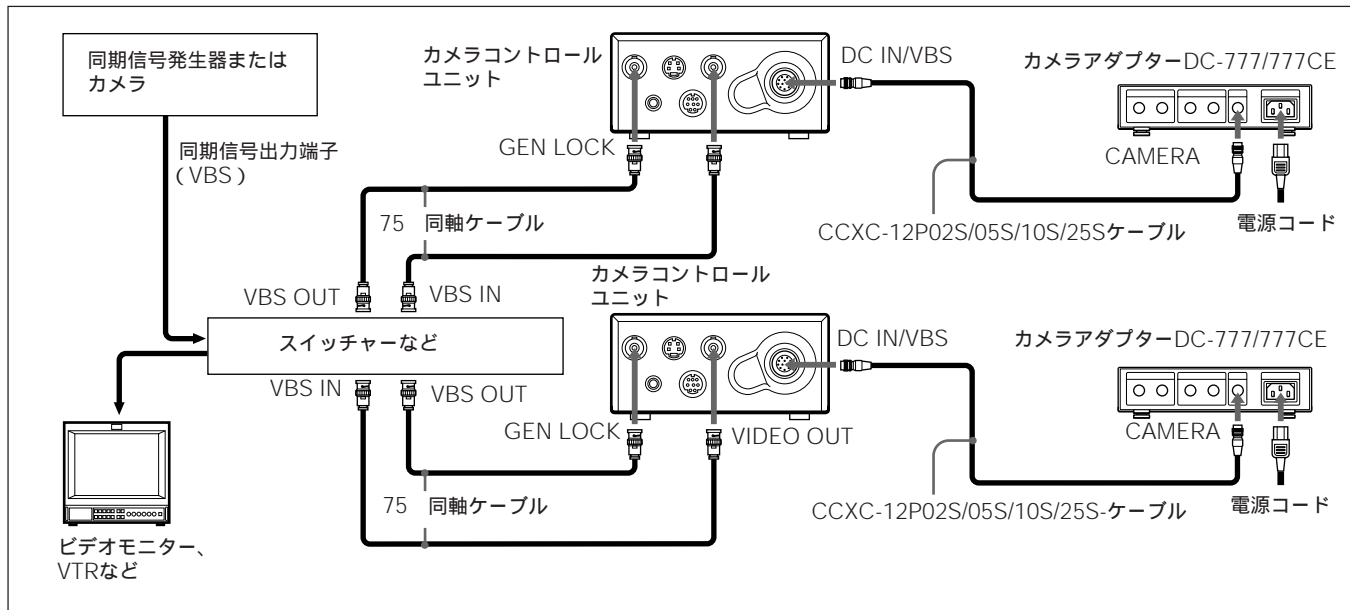 同期信号発生器または
カメラ
同期信号出力端子
(VBS)
カメラコントロール
ユニット
DC IN/VBS
カメラアダプターDC-777/777CE
GEN LOCK
CAMERA
75 同軸ケーブル
CCXC-12P02S/05S/10S/25Sケーブル
電源コード
VBS OUT
VBS IN
カメラコントロール
ユニット
スイッチャーなど
DC IN/VBS
カメラアダプターDC-777/777CE
VBS IN
VBS OUT
GEN LOCK
VIDEO OUT
CAMERA
75 同軸ケーブル
CCXC-12P02S/05S/10S/25S-ケーブル
電源コード
ビデオモニター、
VTRなど